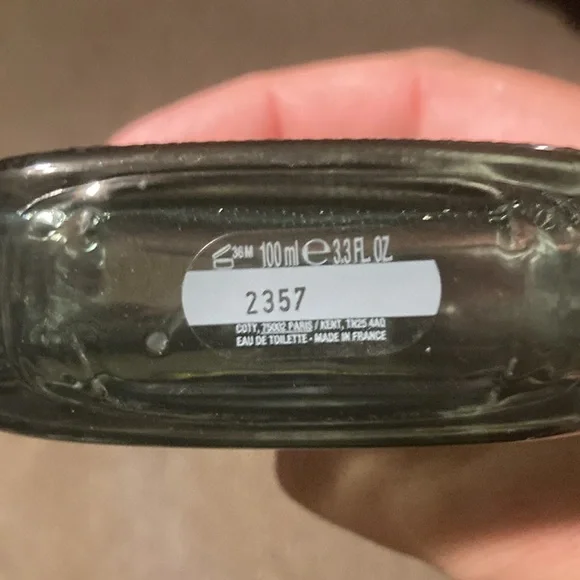 36M 100 ml e 3.3 FL. OZ.
2357
COTY, 75002 PARIS / KENT, TN25 4AQ
EAU DE TOILETTE - MADE IN FRANCE